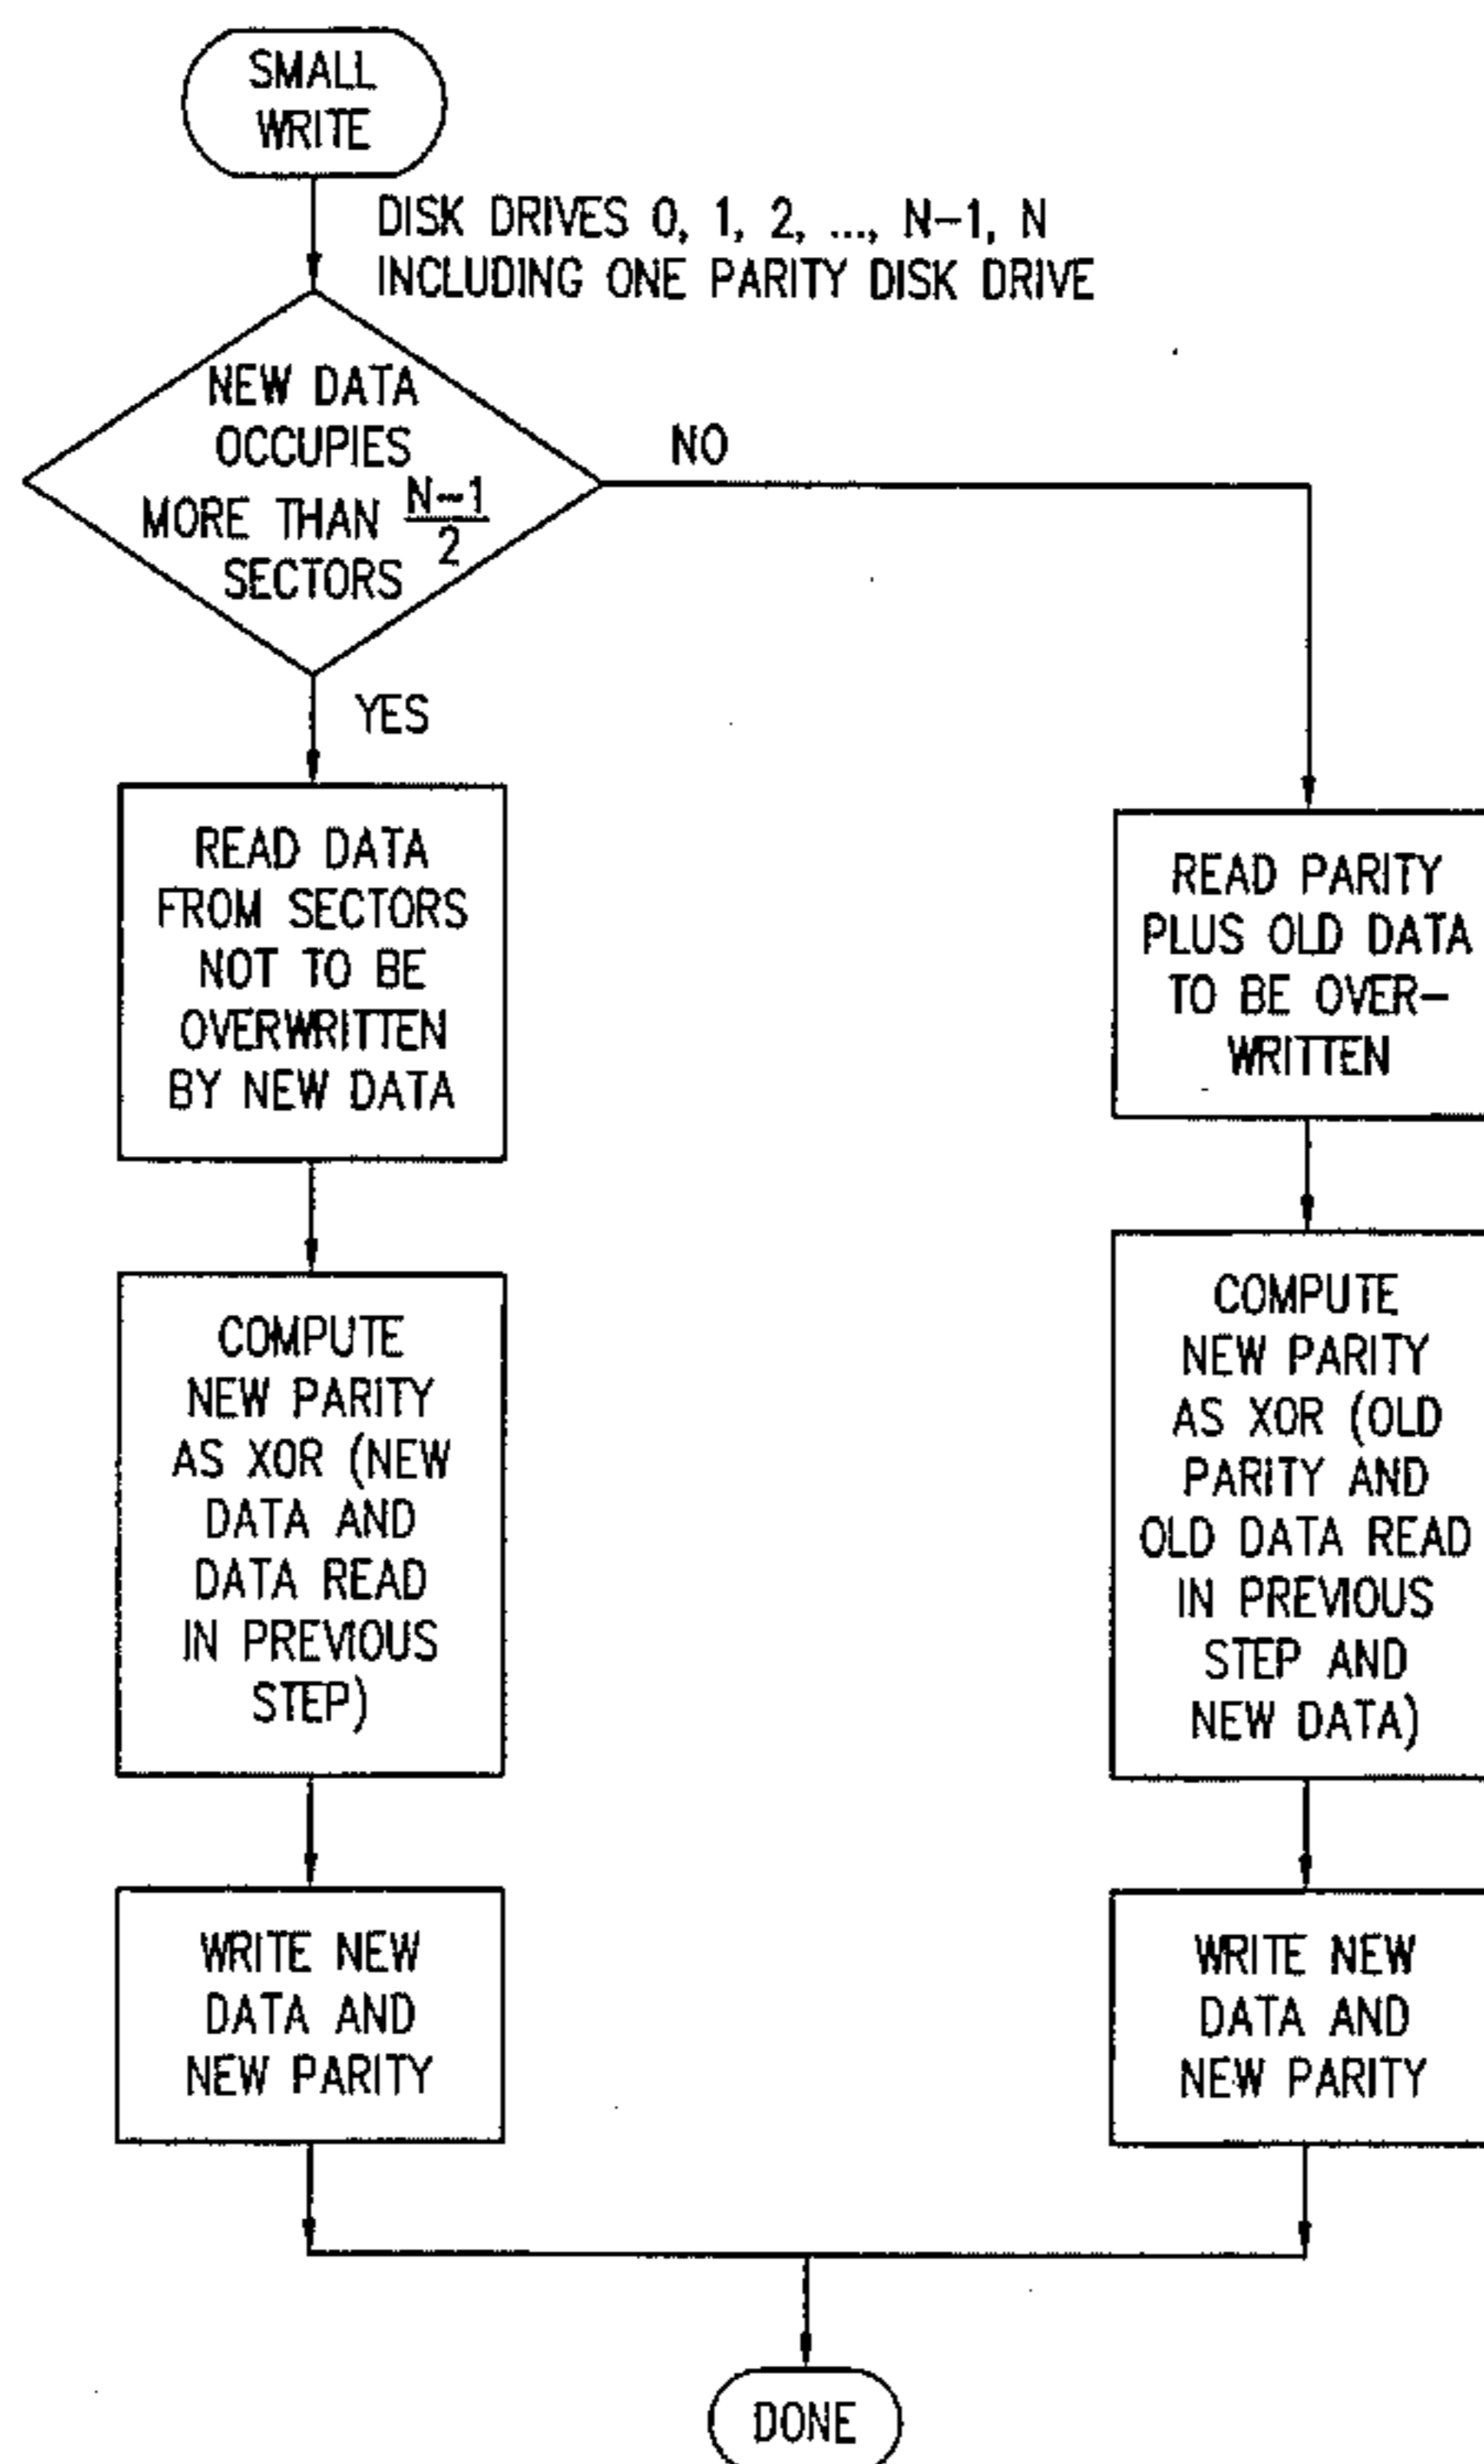 SMALL
WRITE
DISK DRIVES 0, 1, 2, ..., N-1, N
INCLUDING ONE PARITY DISK DRIVE
NEW DATA
OCCUPIES
MORE THAN N-1/2
SECTORS
NO
YES
READ DATA
FROM SECTORS
NOT TO BE
OVERWRITTEN
BY NEW DATA
READ PARITY
PLUS OLD DATA
TO BE OVER-
WRITTEN
COMPUTE
NEW PARITY
AS XOR (NEW
DATA AND
DATA READ
IN PREVIOUS
STEP)
COMPUTE
NEW PARITY
AS XOR (OLD
PARITY AND
OLD DATA READ
IN PREVIOUS
STEP AND
NEW DATA)
WRITE NEW
DATA AND
NEW PARITY
WRITE NEW
DATA AND
NEW PARITY
DONE